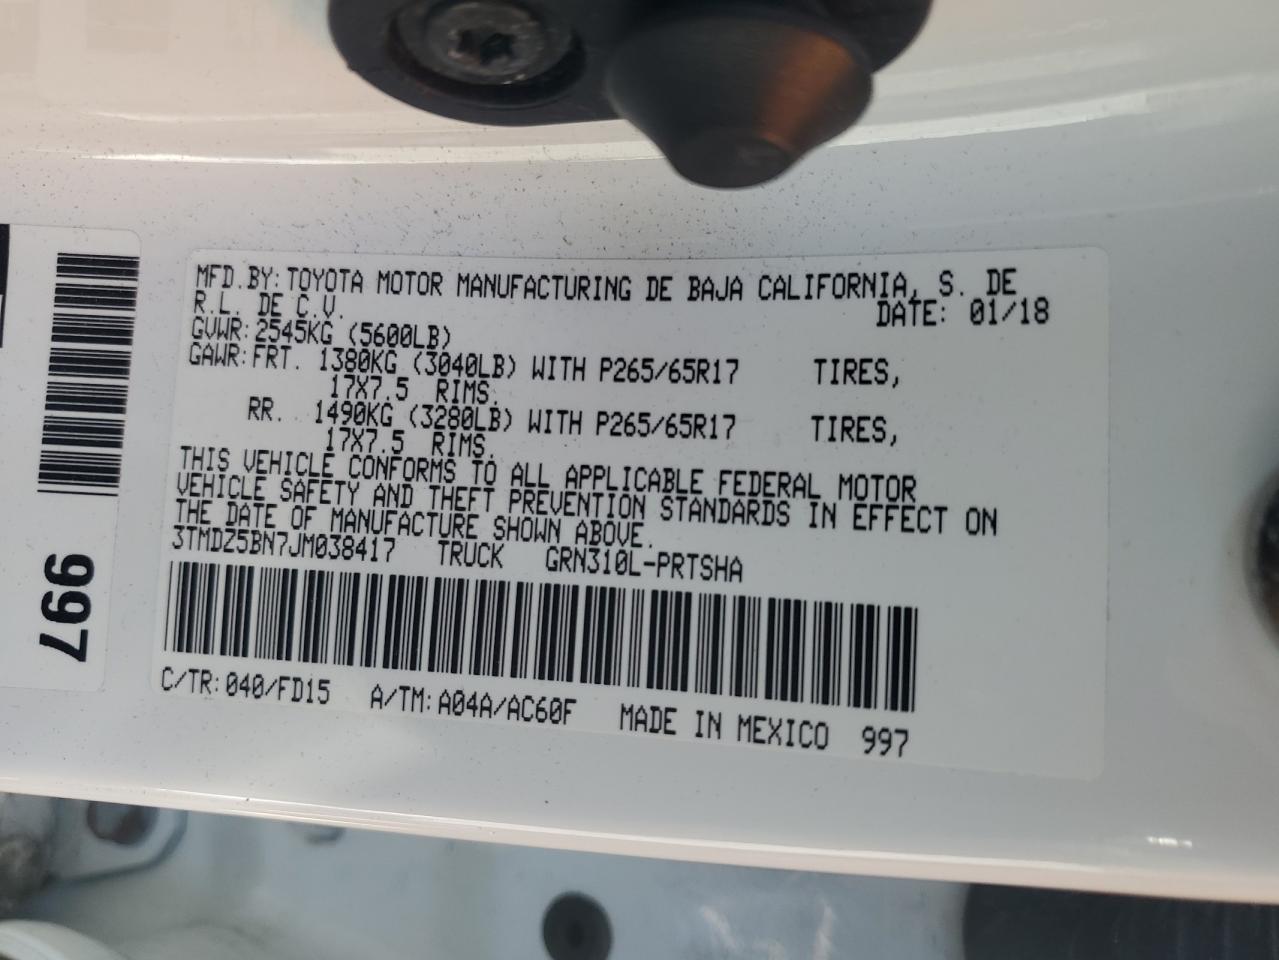 MFD.BY:TOYOTA MOTOR MANUFACTURING DE BAJA CALIFORNIA, S. DE
R.L. DE C.V. DATE: 01/18
GVWR:2545KG (5600LB)
GAWR:FRT. 1380KG (3040LB) WITH P265/65R17 TIRES,
17X7.5 RIMS.
RR. 1490KG (3280LB) WITH P265/65R17 TIRES,
17X7.5 RIMS.
THIS VEHICLE CONFORMS TO ALL APPLICABLE FEDERAL MOTOR
VEHICLE SAFETY AND THEFT PREVENTION STANDARDS IN EFFECT ON
THE DATE OF MANUFACTURE SHOWN ABOVE.
3TMDZ5BN7JM038417 TRUCK GRN310L-PRTSHA
C/TR:040/FD15 A/TM:A04A/AC60F MADE IN MEXICO 997
997